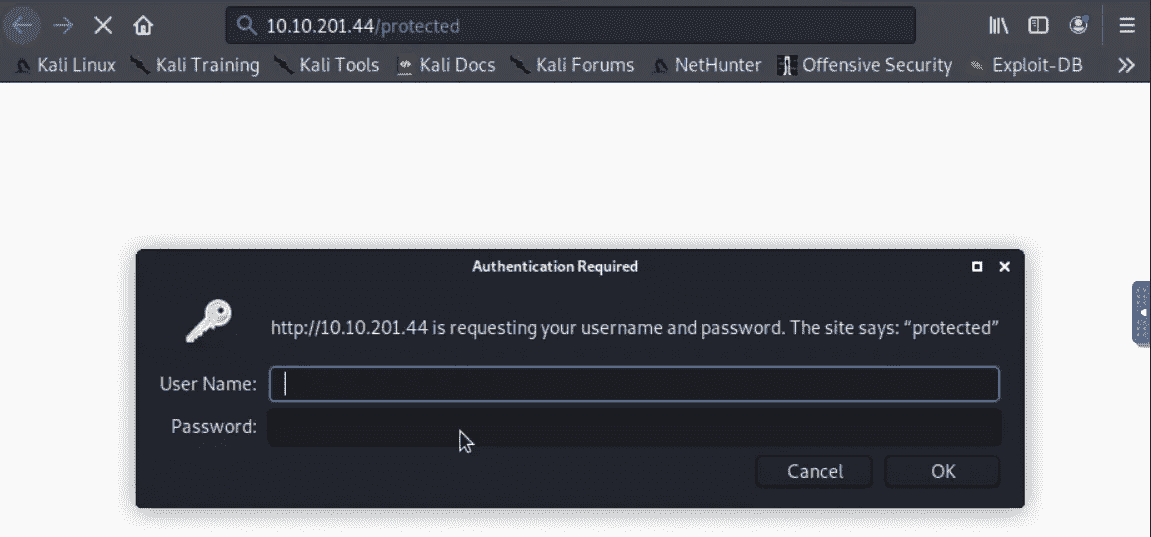 10.10.201.44/protected
Kali Linux Kali Training Kali Tools Kali Docs Kali Forums NetHunter Offensive Security Exploit-DB
Authentication Required
http://10.10.201.44 is requesting your username and password. The site says: “protected”
User Name:
Password:
Cancel OK